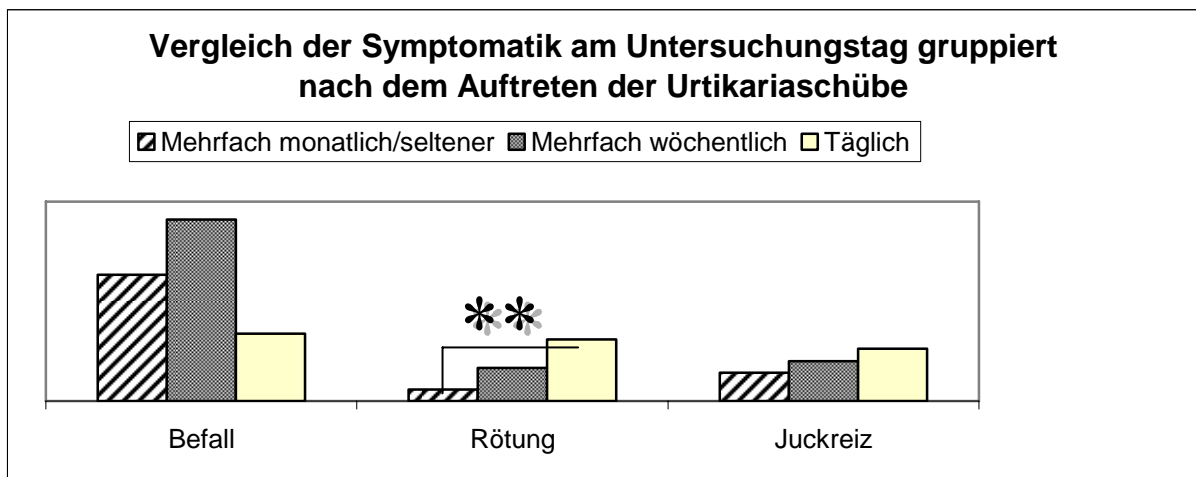 Vergleich der Symptomatik am Untersuchungstag gruppiert
nach dem Auftreten der Urtikariaschübe
Mehrfach monatlich/seltener Mehrfach wöchentlich Täglich
**
Befall Rötung Juckreiz